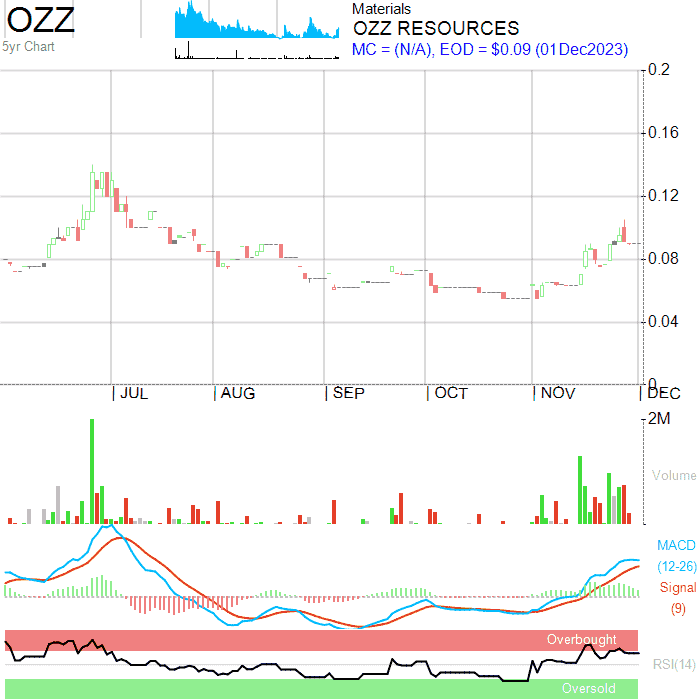 OZZ
5yr Chart
Materials
OZZ RESOURCES
MC = (N/A), EOD = $0.09 (01Dec2023)
0.2
0.16
0.12
0.08
0.04
0
JUL AUG SEP OCT NOV DEC
2M
Volume
MACD
(12-26)
Signal
(9)
Overbought
RSI(14)
Oversold